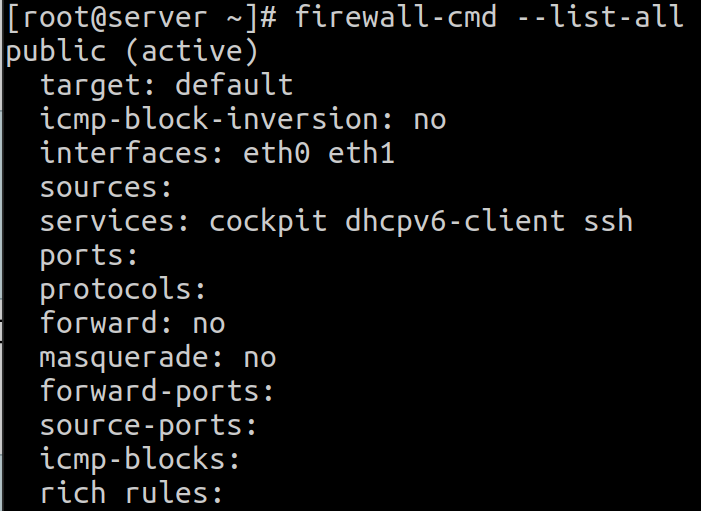 [root@server ~]# firewall-cmd --list-all
public (active)
  target: default
  icmp-block-inversion: no
  interfaces: eth0 eth1
  sources:
  services: cockpit dhcpv6-client ssh
  ports:
  protocols:
  forward: no
  masquerade: no
  forward-ports:
  source-ports:
  icmp-blocks:
  rich rules: